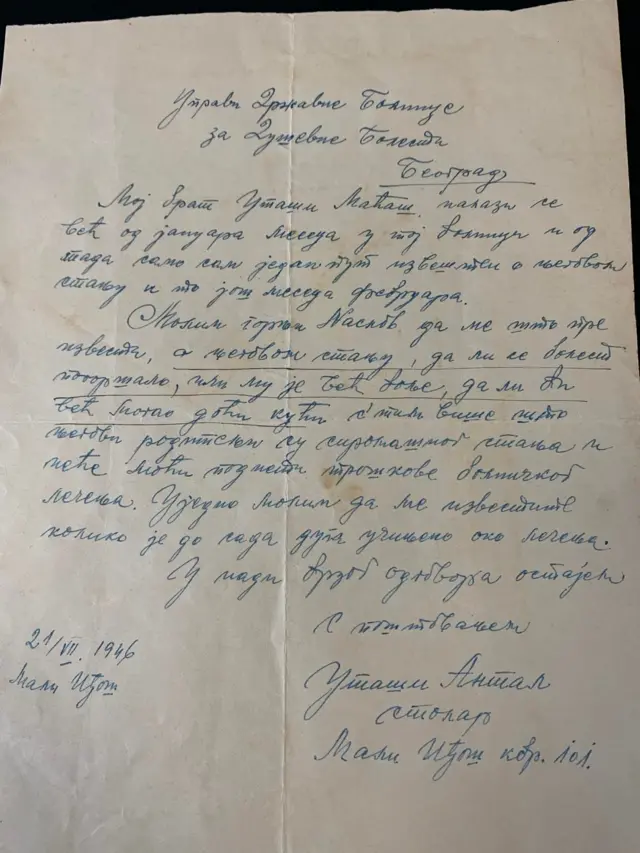 Управи Државне Болнице
за Душевне Болести
Београд
Мој брат Уташи Маћаш, налази се
већ од јануара месеца у тој болници и од
тада само сам једанпут извештен о његовом
стању и то још месеца фебруара.
Молим горњи Наслов да ме што пре
извести, о његовом стању, да ли се болест
погоршала, или му је већ боље, да ли би
већ могао доћи кући с'тим више што
његови родитељи су сиромашног стања и
неће моћи поднети трошкове болничког
лечења. Уједно молим да ме известите
колико је до сада дуга учињено око лечења.
У нади брзог одговора остајем
С поштовањем
21/VII. 1946
Мали Иђош
Уташи Антал
столар
Мали Иђош квр. 101.